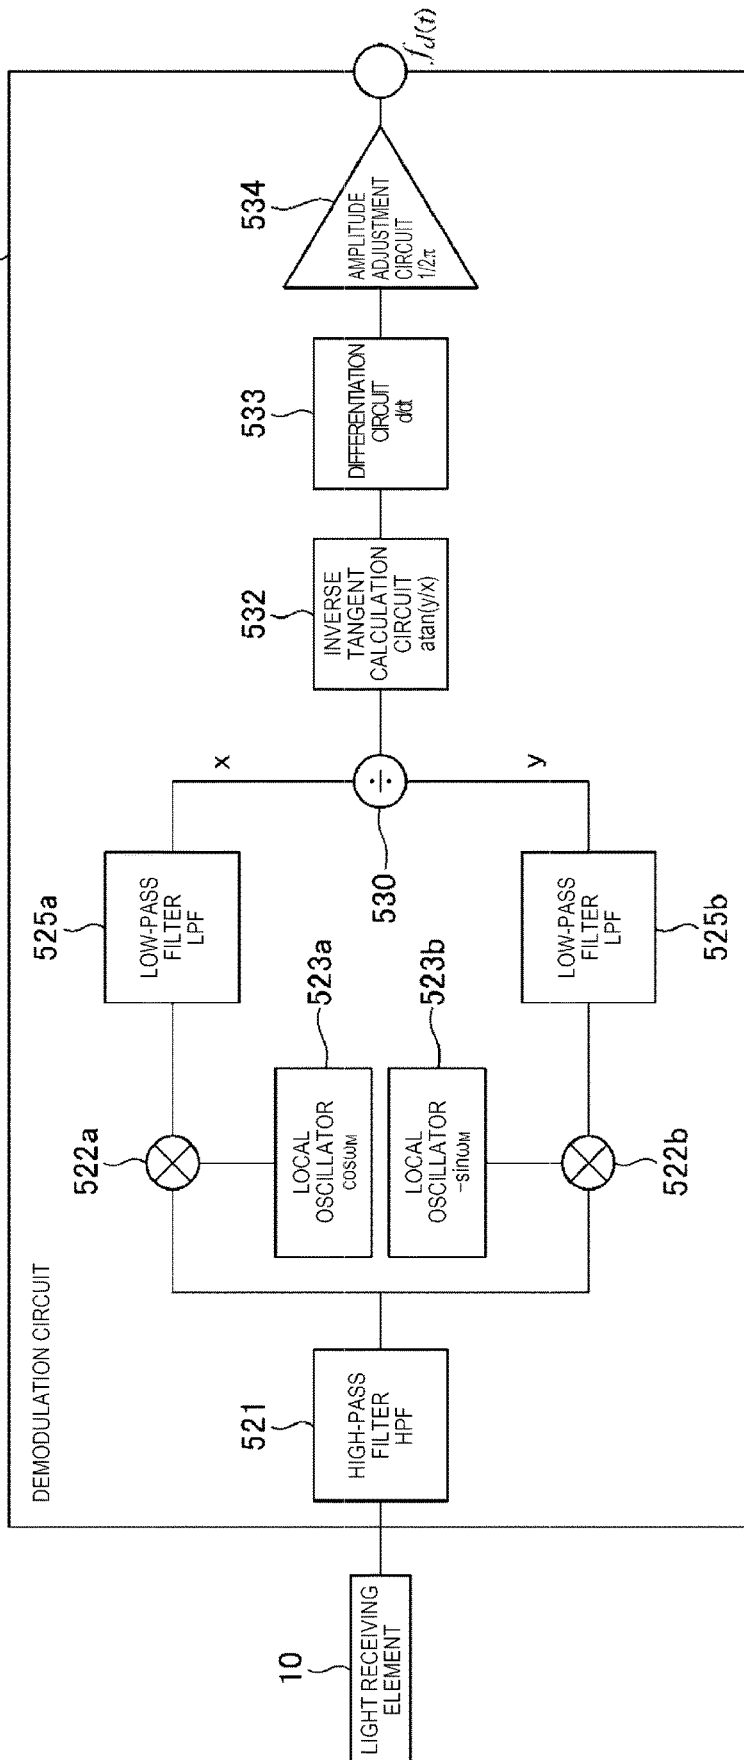 DEMODULATION CIRCUIT
10
LIGHT RECEIVING
ELEMENT
521
HIGH-PASS
FILTER
HPF
522a
523a
LOCAL
OSCILLATOR
cosωM
523b
LOCAL
OSCILLATOR
-sinωM
522b
525a
LOW-PASS
FILTER
LPF
525b
LOW-PASS
FILTER
LPF
x
÷
y
530
532
INVERSE
TANGENT
CALCULATION
CIRCUIT
atan(y/x)
533
DIFFERENTIATION
CIRCUIT
d/dt
534
AMPLITUDE
ADJUSTMENT
CIRCUIT
1/2π
fd(t)